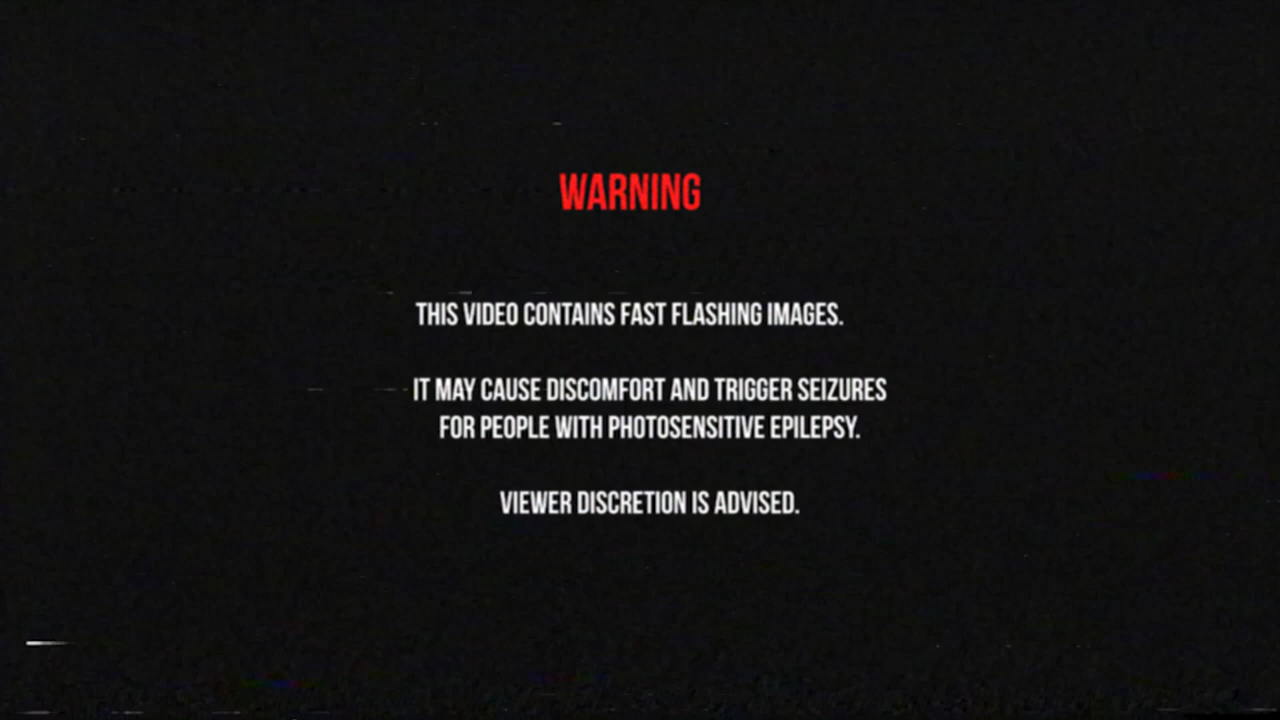 WARNING
THIS VIDEO CONTAINS FAST FLASHING IMAGES.
IT MAY CAUSE DISCOMFORT AND TRIGGER SEIZURES
FOR PEOPLE WITH PHOTOSENSITIVE EPILEPSY.
VIEWER DISCRETION IS ADVISED.